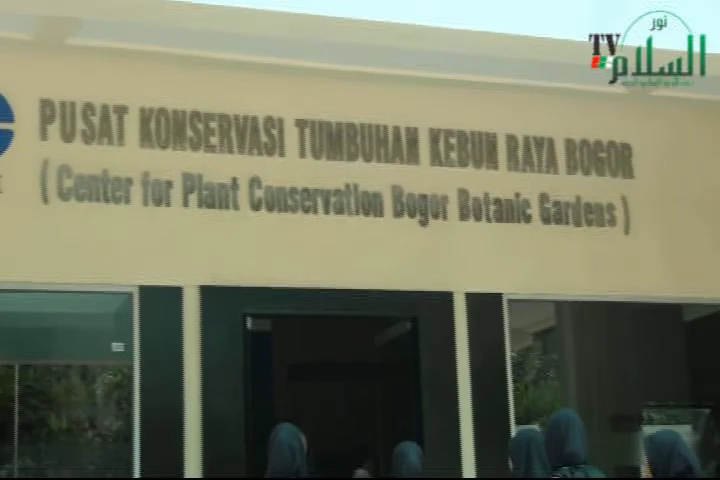 TV
نور
السلام
PUSAT KONSERVASI TUMBUHAN KEBUN RAYA BOGOR
( Center for Plant Conservation Bogor Botanic Gardens )